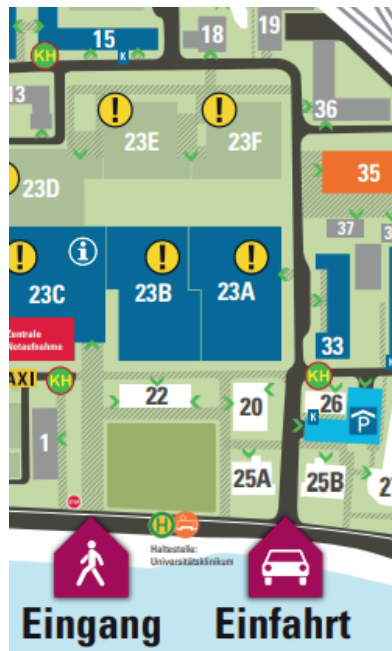 15
18
19
KH
K
13
36
!
!
23E
23F
35
23D
37
!
i
!
!
23C
23B
23A
33
Zentrale
Notaufnahme
AXI
KH
KH
22
20
26
K
P
1
25A
25B
STOP
H
Haltestelle:
Universitätsklinikum
Eingang
Einfahrt